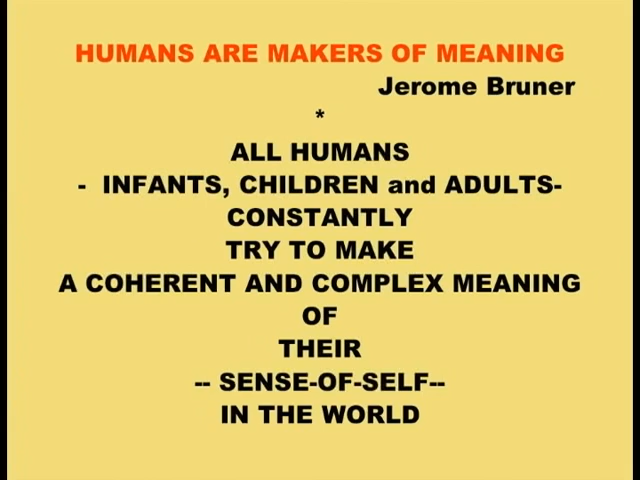 HUMANS ARE MAKERS OF MEANING
Jerome Bruner
*
ALL HUMANS
- INFANTS, CHILDREN and ADULTS-
CONSTANTLY
TRY TO MAKE
A COHERENT AND COMPLEX MEANING
OF
THEIR
-- SENSE-OF-SELF--
IN THE WORLD